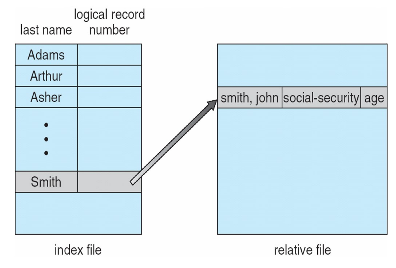 logical record
last name number
Adams
Arthur
Asher
Smith
smith, john social-security age
index file relative file